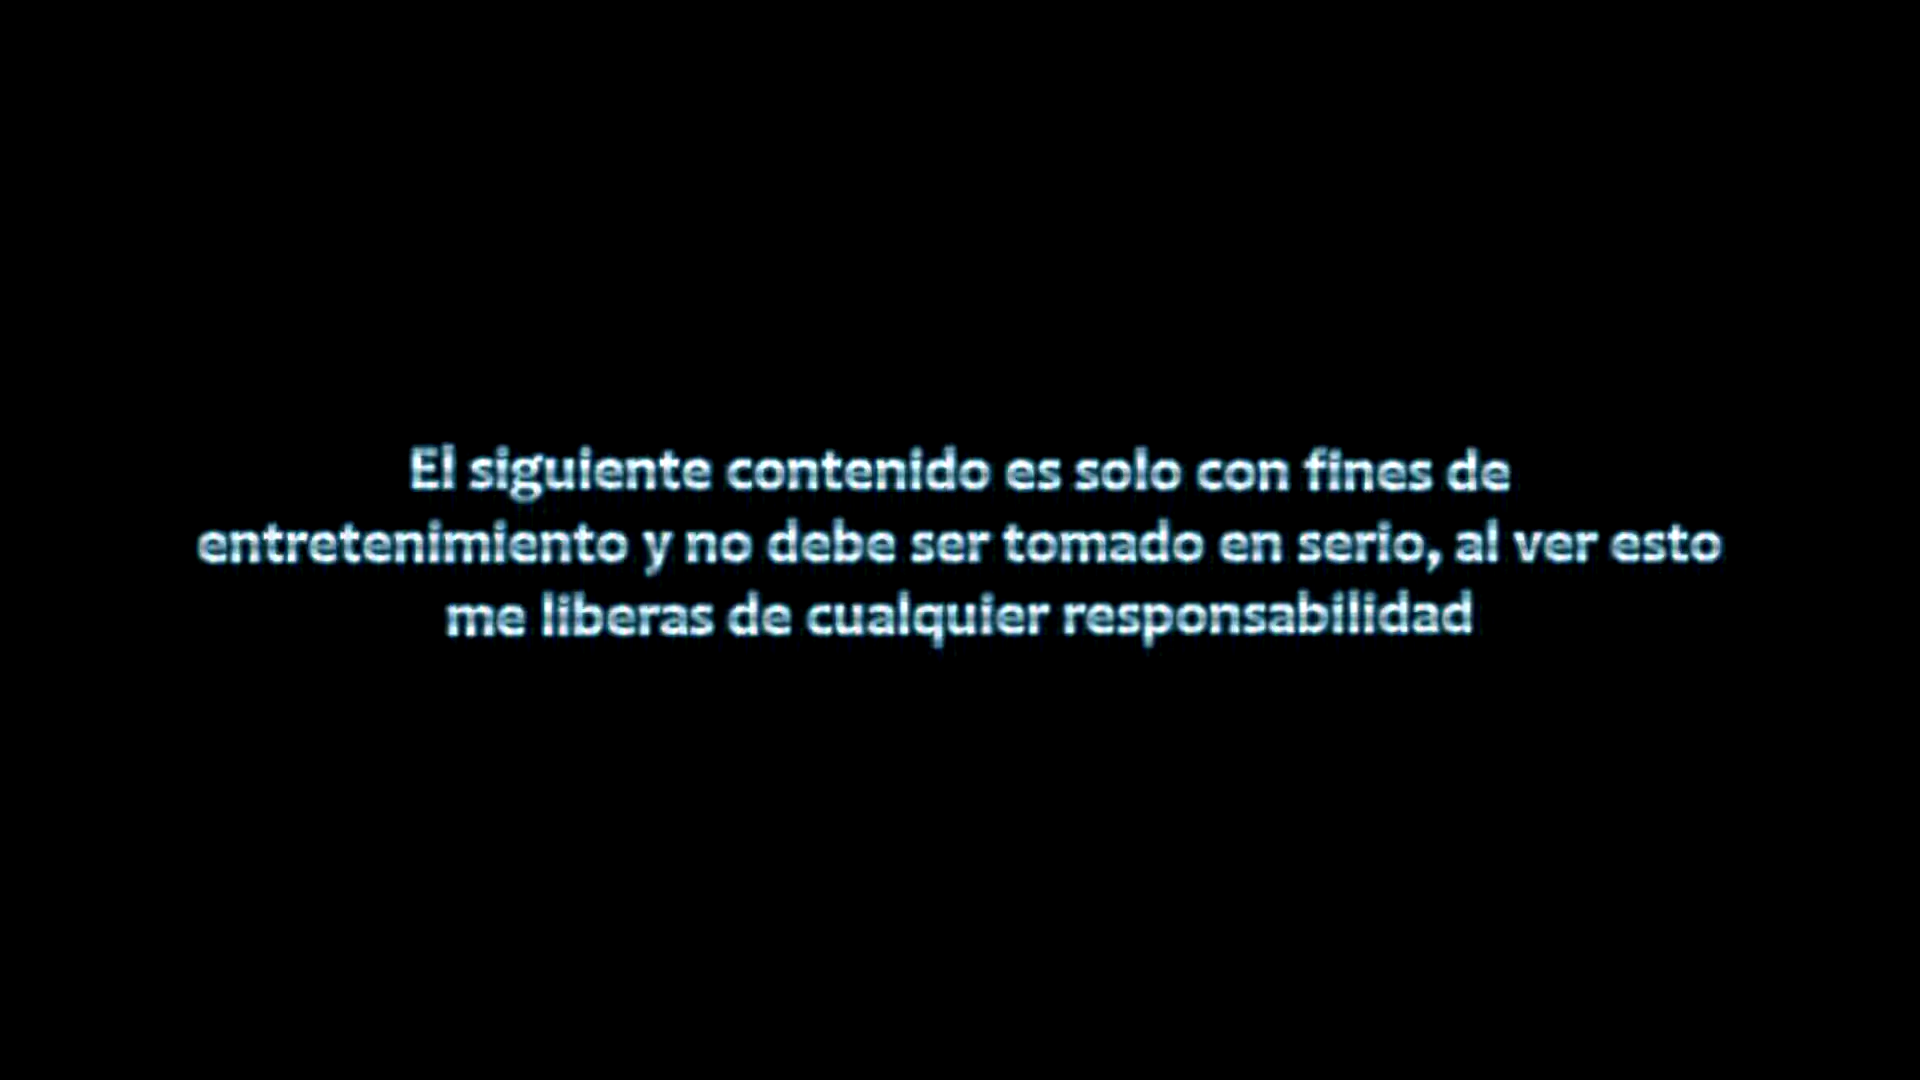 El siguiente contenido es solo con fines de
entretenimiento y no debe ser tomado en serio, al ver esto
me liberas de cualquier responsabilidad